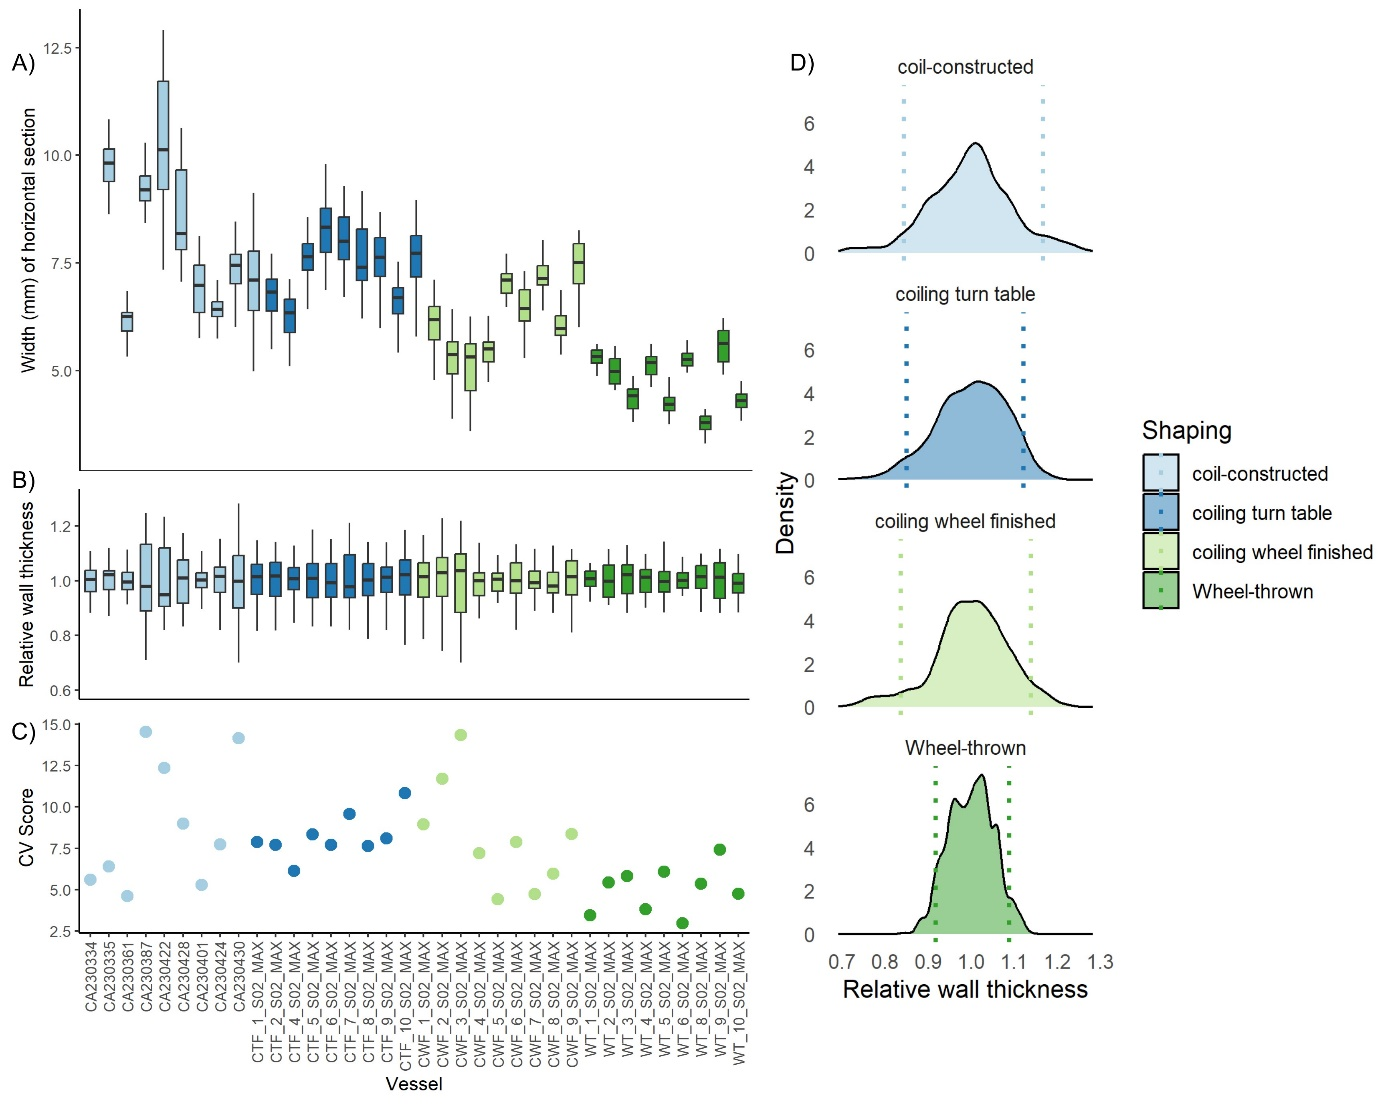 A)
Width (mm) of horizontal section
12.5
10.0
7.5
5.0
B)
Relative wall thickness
1.2
1.0
0.8
0.6
C)
CV Score
15.0
12.5
10.0
7.5
5.0
2.5
CA230334
CA230335
CA230361
CA230387
CA230422
CA230428
CA230401
CA230424
CA230430
CTF_1_S02_MAX
CTF_2_S02_MAX
CTF_4_S02_MAX
CTF_5_S02_MAX
CTF_6_S02_MAX
CTF_7_S02_MAX
CTF_8_S02_MAX
CTF_9_S02_MAX
CTF_10_S02_MAX
CWF_1_S02_MAX
CWF_2_S02_MAX
CWF_3_S02_MAX
CWF_4_S02_MAX
CWF_5_S02_MAX
CWF_6_S02_MAX
CWF_7_S02_MAX
CWF_8_S02_MAX
CWF_9_S02_MAX
WT_1_S02_MAX
WT_2_S02_MAX
WT_3_S02_MAX
WT_4_S02_MAX
WT_5_S02_MAX
WT_6_S02_MAX
WT_8_S02_MAX
WT_9_S02_MAX
WT_10_S02_MAX
Vessel
D)
Density
coil-constructed
6
4
2
0
coiling turn table
6
4
2
0
coiling wheel finished
6
4
2
0
Wheel-thrown
6
4
2
0
0.7 0.8 0.9 1.0 1.1 1.2 1.3
Relative wall thickness
Shaping
coil-constructed
coiling turn table
coiling wheel finished
Wheel-thrown